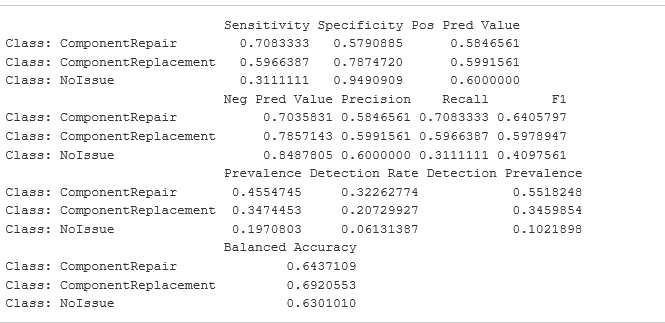 Sensitivity Specificity Pos Pred Value
Class: ComponentRepair 0.7083333 0.5790885 0.5846561
Class: ComponentReplacement 0.5966387 0.7874720 0.5991561
Class: NoIssue 0.3111111 0.9490909 0.6000000
Neg Pred Value Precision Recall F1
Class: ComponentRepair 0.7035831 0.5846561 0.7083333 0.6405797
Class: ComponentReplacement 0.7857143 0.5991561 0.5966387 0.5978947
Class: NoIssue 0.8487805 0.6000000 0.3111111 0.4097561
Prevalence Detection Rate Detection Prevalence
Class: ComponentRepair 0.4554745 0.32262774 0.5518248
Class: ComponentReplacement 0.3474453 0.20729927 0.3459854
Class: NoIssue 0.1970803 0.06131387 0.1021898
Balanced Accuracy
Class: ComponentRepair 0.6437109
Class: ComponentReplacement 0.6920553
Class: NoIssue 0.6301010